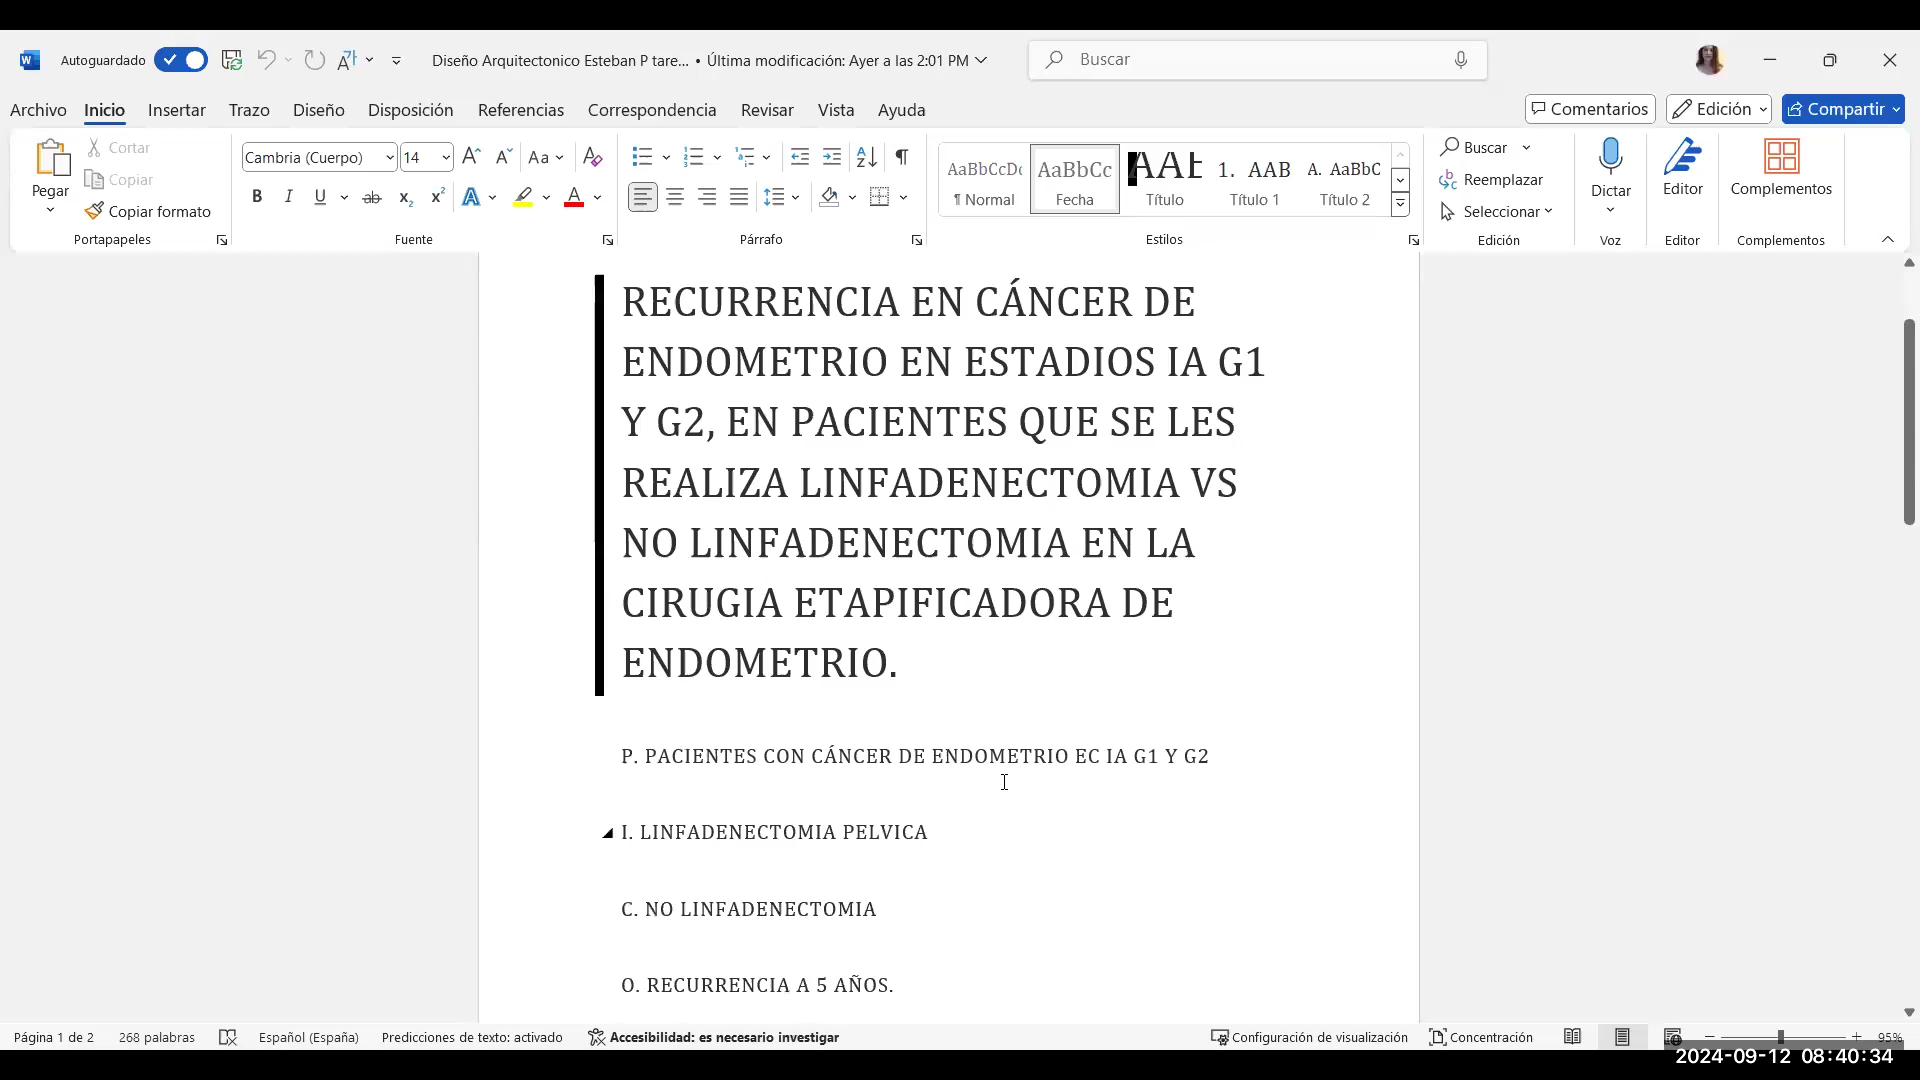 Autoguardado
Diseño Arquitectonico Esteban P tare... • Última modificación: Ayer a las 2:01 PM
Buscar
Archivo Inicio Insertar Trazo Diseño Disposición Referencias Correspondencia Revisar Vista Ayuda
Comentarios Edición Compartir
Pegar
Cortar
Copiar
Copiar formato
Portapapeles
Cambria (Cuerpo) 14
Fuente
Párrafo
AaBbCcDc AaBbCc AAE 1. AAB A. AaBbC
¶ Normal Fecha Título Título 1 Título 2
Estilos
Buscar
Reemplazar
Seleccionar
Edición
Dictar
Voz
Editor
Editor
Complementos
Complementos
RECURRENCIA EN CÁNCER DE
ENDOMETRIO EN ESTADIOS IA G1
Y G2, EN PACIENTES QUE SE LES
REALIZA LINFADENECTOMIA VS
NO LINFADENECTOMIA EN LA
CIRUGIA ETAPIFICADORA DE
ENDOMETRIO.
P. PACIENTES CON CÁNCER DE ENDOMETRIO EC IA G1 Y G2
I. LINFADENECTOMIA PELVICA
C. NO LINFADENECTOMIA
O. RECURRENCIA A 5 AÑOS.
Página 1 de 2 268 palabras Español (España) Predicciones de texto: activado Accesibilidad: es necesario investigar Configuración de visualización Concentración 95%
2024-09-12 08:40:34